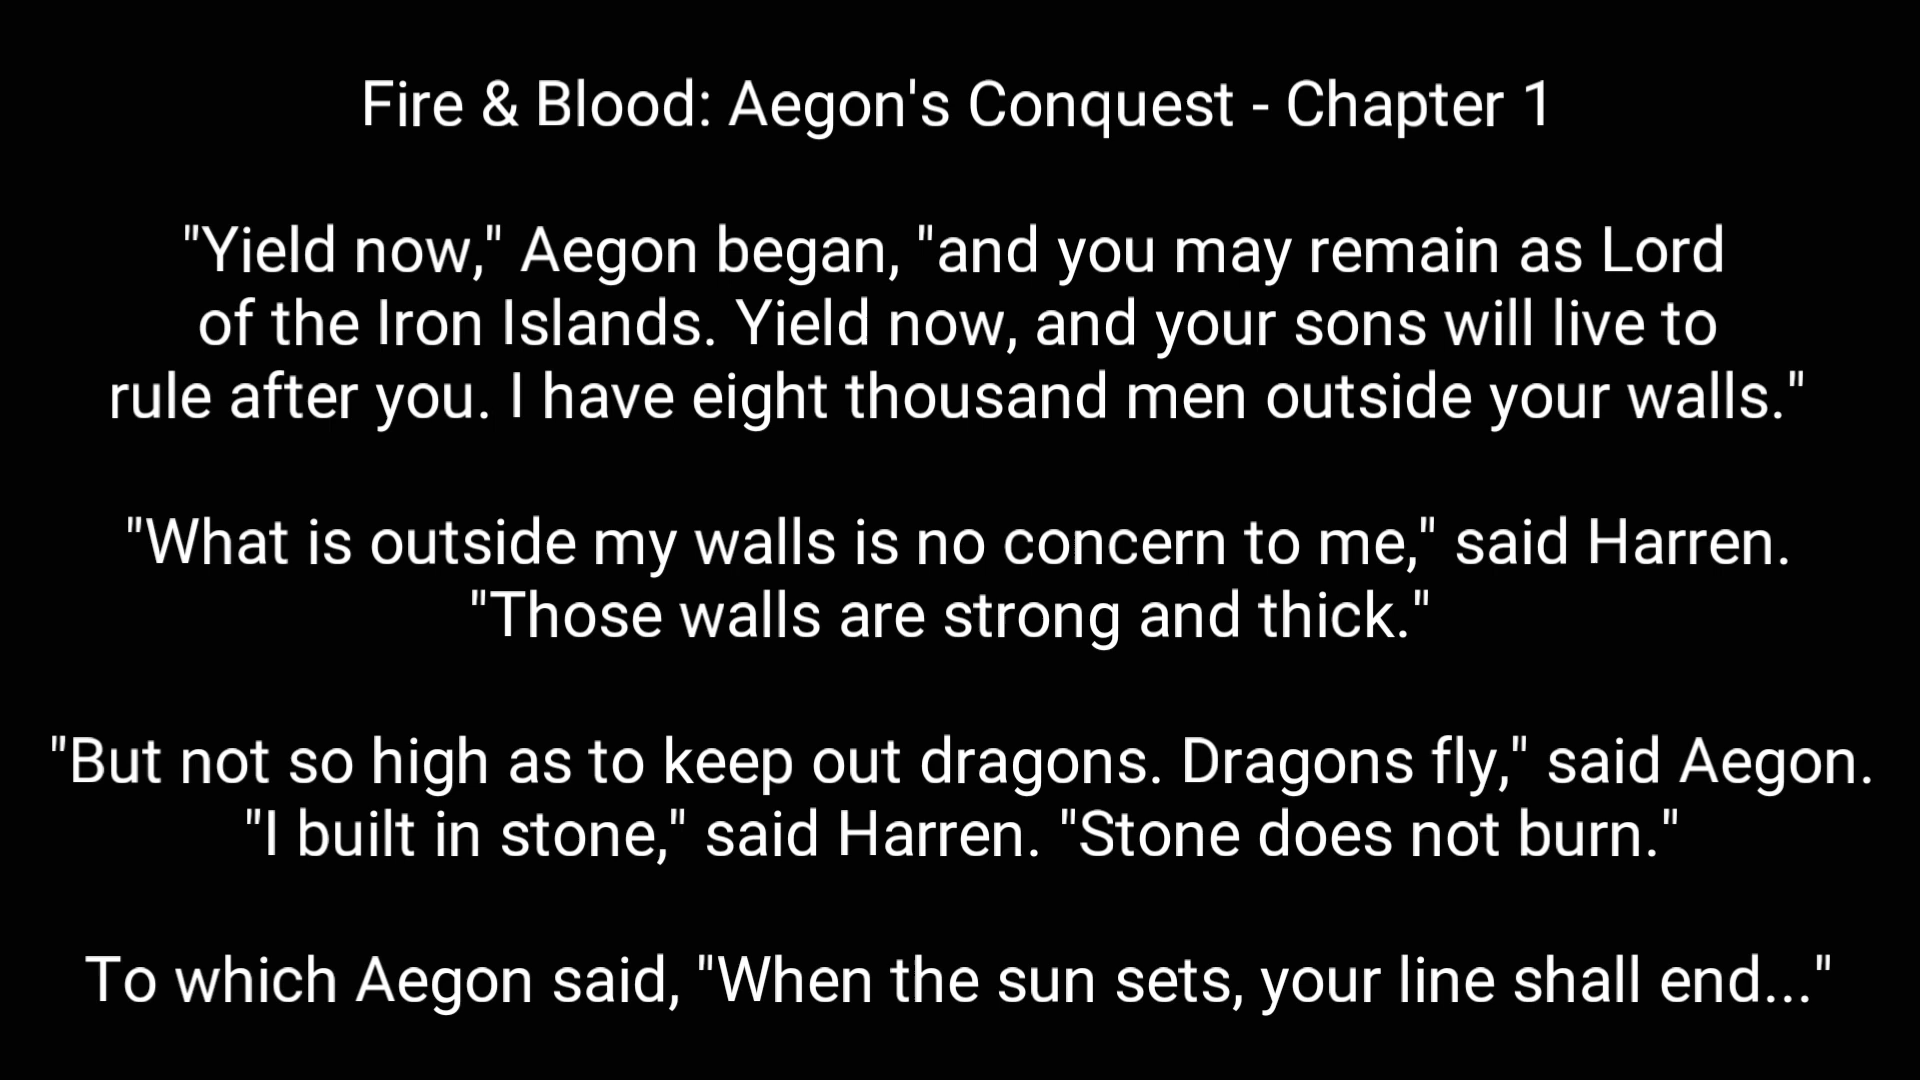 Fire & Blood: Aegon's Conquest - Chapter 1
"Yield now," Aegon began, "and you may remain as Lord
of the Iron Islands. Yield now, and your sons will live to
rule after you. I have eight thousand men outside your walls."
"What is outside my walls is no concern to me," said Harren.
"Those walls are strong and thick."
"But not so high as to keep out dragons. Dragons fly," said Aegon.
"I built in stone," said Harren. "Stone does not burn."
To which Aegon said, "When the sun sets, your line shall end..."